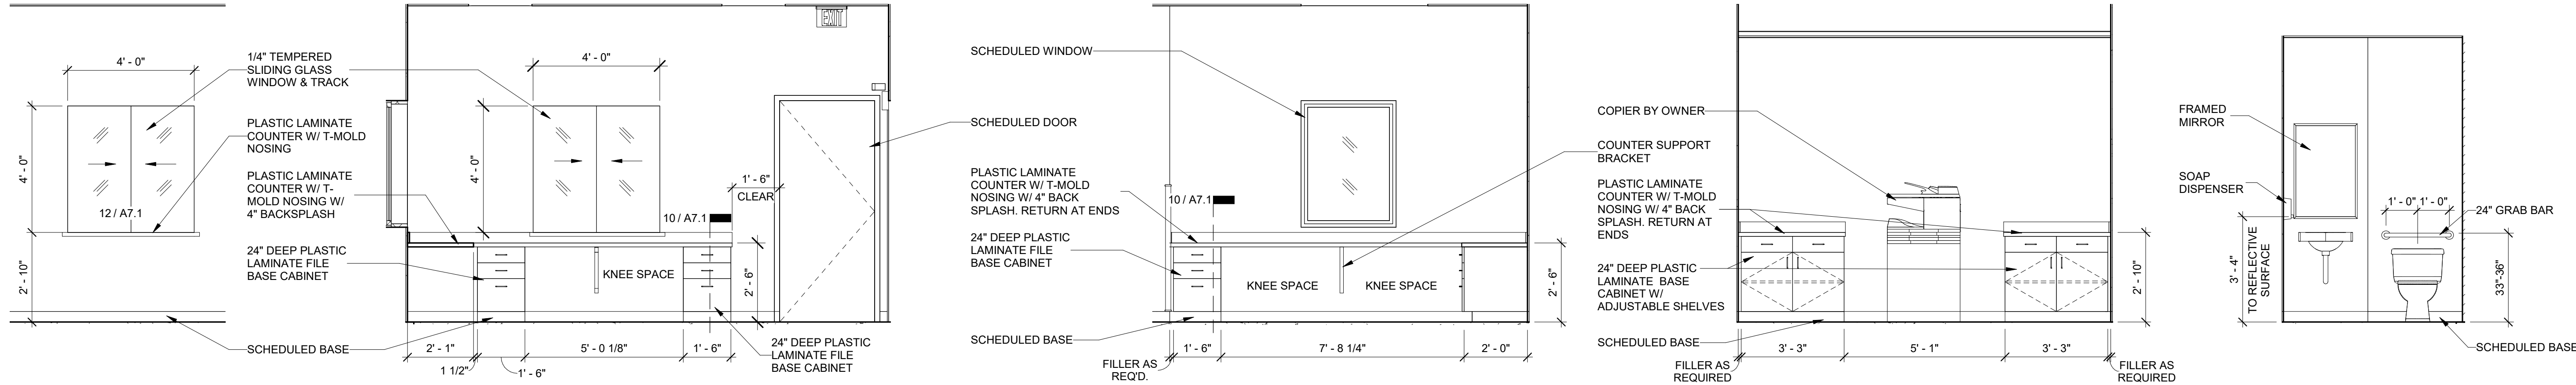 4' - 0"
4' - 0"
2' - 10"
12 / A7.1
1/4" TEMPERED
SLIDING GLASS
WINDOW & TRACK
PLASTIC LAMINATE
COUNTER W/ T-MOLD
NOSING
PLASTIC LAMINATE
COUNTER W/ T-
MOLD NOSING W/
4" BACKSPLASH
24" DEEP PLASTIC
LAMINATE FILE
BASE CABINET
SCHEDULED BASE
EXIT
4' - 0"
4' - 0"
1' - 6"
CLEAR
10 / A7.1
KNEE SPACE
2' - 6"
2' - 1"
1 1/2"
1' - 6"
5' - 0 1/8"
1' - 6"
24" DEEP PLASTIC
LAMINATE FILE
BASE CABINET
SCHEDULED WINDOW
SCHEDULED DOOR
PLASTIC LAMINATE
COUNTER W/ T-MOLD
NOSING W/ 4" BACK
SPLASH. RETURN AT ENDS
24" DEEP PLASTIC
LAMINATE FILE
BASE CABINET
SCHEDULED BASE
10 / A7.1
KNEE SPACE
KNEE SPACE
2' - 6"
FILLER AS
REQ'D.
1' - 6"
7' - 8 1/4"
2' - 0"
COPIER BY OWNER
COUNTER SUPPORT
BRACKET
PLASTIC LAMINATE
COUNTER W/ T-MOLD
NOSING W/ 4" BACK
SPLASH. RETURN AT
ENDS
24" DEEP PLASTIC
LAMINATE BASE
CABINET W/
ADJUSTABLE SHELVES
SCHEDULED BASE
FILLER AS
REQUIRED
3' - 3"
5' - 1"
3' - 3"
FILLER AS
REQUIRED
2' - 10"
FRAMED
MIRROR
SOAP
DISPENSER
3' - 4"
TO REFLECTIVE
SURFACE
1' - 0"
1' - 0"
24" GRAB BAR
33"-36"
SCHEDULED BASE